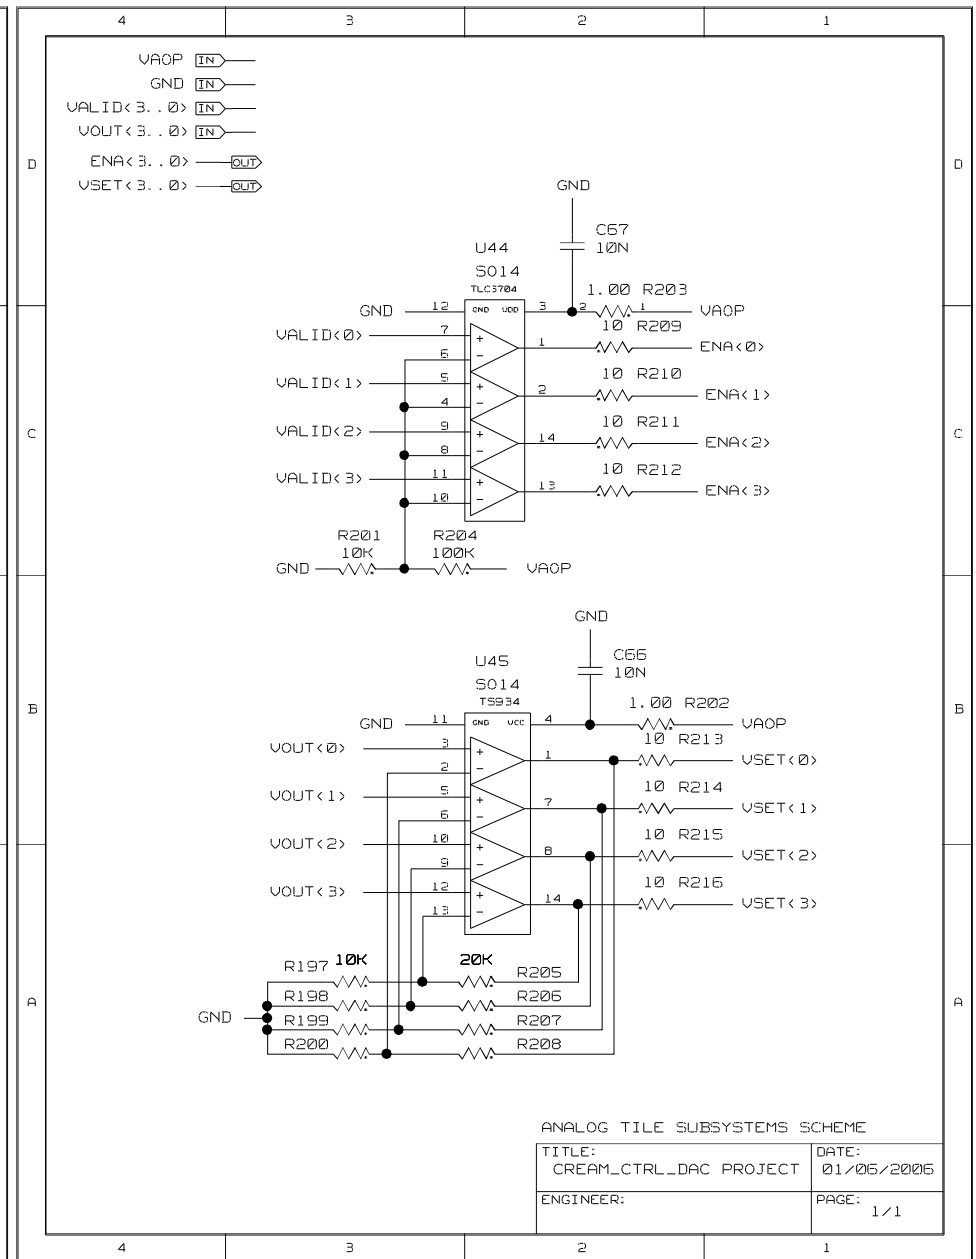 4 3 2 1
VAOP IN
GND IN
VALID<3..0> IN
VOUT<3..0> IN
D ENA<3..0> OUT D
VSET<3..0> OUT
GND
C67
10N
U44
SO14
TLC3704
1.00 R203
GND 12 GND VDD 3 2 1 VAOP
10 R209
VALID<0> 7 +
1 ENA<0>
6 -
10 R210
VALID<1> 5 +
2 ENA<1>
4 -
10 R211
C VALID<2> 9 + C
14 ENA<2>
8 -
10 R212
VALID<3> 11 +
13 ENA<3>
10 -
R201 R204
10K 100K
GND VAOP
GND
C66
10N
U45
SO14
TS934
1.00 R202
B B
GND 11 GND VCC 4 VAOP
10 R213
VOUT<0> 3 +
1 VSET<0>
2 -
10 R214
VOUT<1> 5 +
7 VSET<1>
6 -
10 R215
VOUT<2> 10 +
8 VSET<2>
9 -
10 R216
VOUT<3> 12 +
14 VSET<3>
13 -
R197 10K 20K R205
R198 R206
A A
GND R199 R207
R200 R208
ANALOG TILE SUBSYSTEMS SCHEME
TITLE: DATE:
CREAM_CTRL_DAC PROJECT 01/06/2006
ENGINEER: PAGE:
1/1
4 3 2 1